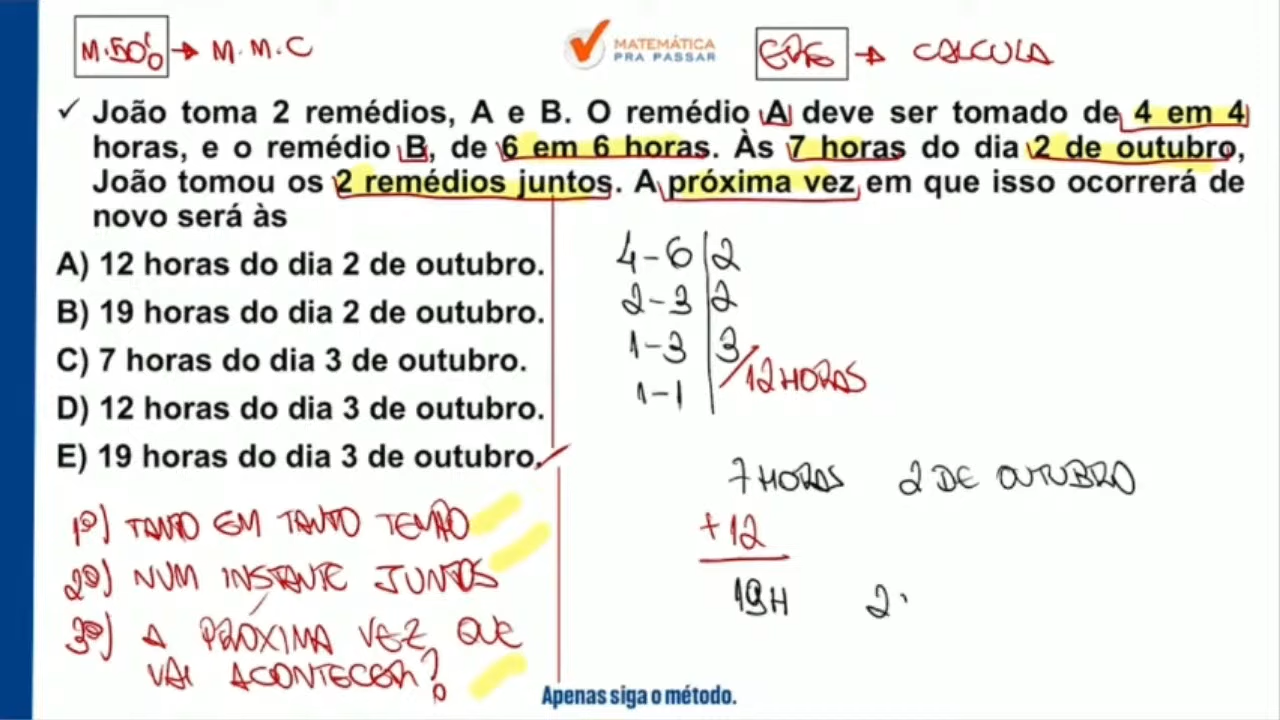 M.50% → M.M.C
MATEMÁTICA
PRA PASSAR
→ CALCULA
✓ João toma 2 remédios, A e B. O remédio A deve ser tomado de 4 em 4
horas, e o remédio B, de 6 em 6 horas. Às 7 horas do dia 2 de outubro,
João tomou os 2 remédios juntos. A próxima vez em que isso ocorrerá de
novo será às
A) 12 horas do dia 2 de outubro.
B) 19 horas do dia 2 de outubro.
C) 7 horas do dia 3 de outubro.
D) 12 horas do dia 3 de outubro.
E) 19 horas do dia 3 de outubro.
4-6|2
2-3|2
1-3|3
1-1| /12 HORAS
7 HORAS 2 DE OUTUBRO
+12
19H 2.
1º) TANTO EM TANTO TEMPO
2º) NUM INSTANTE JUNTOS
3º) A PRÓXIMA VEZ QUE
VAI ACONTECER?
Apenas siga o método.